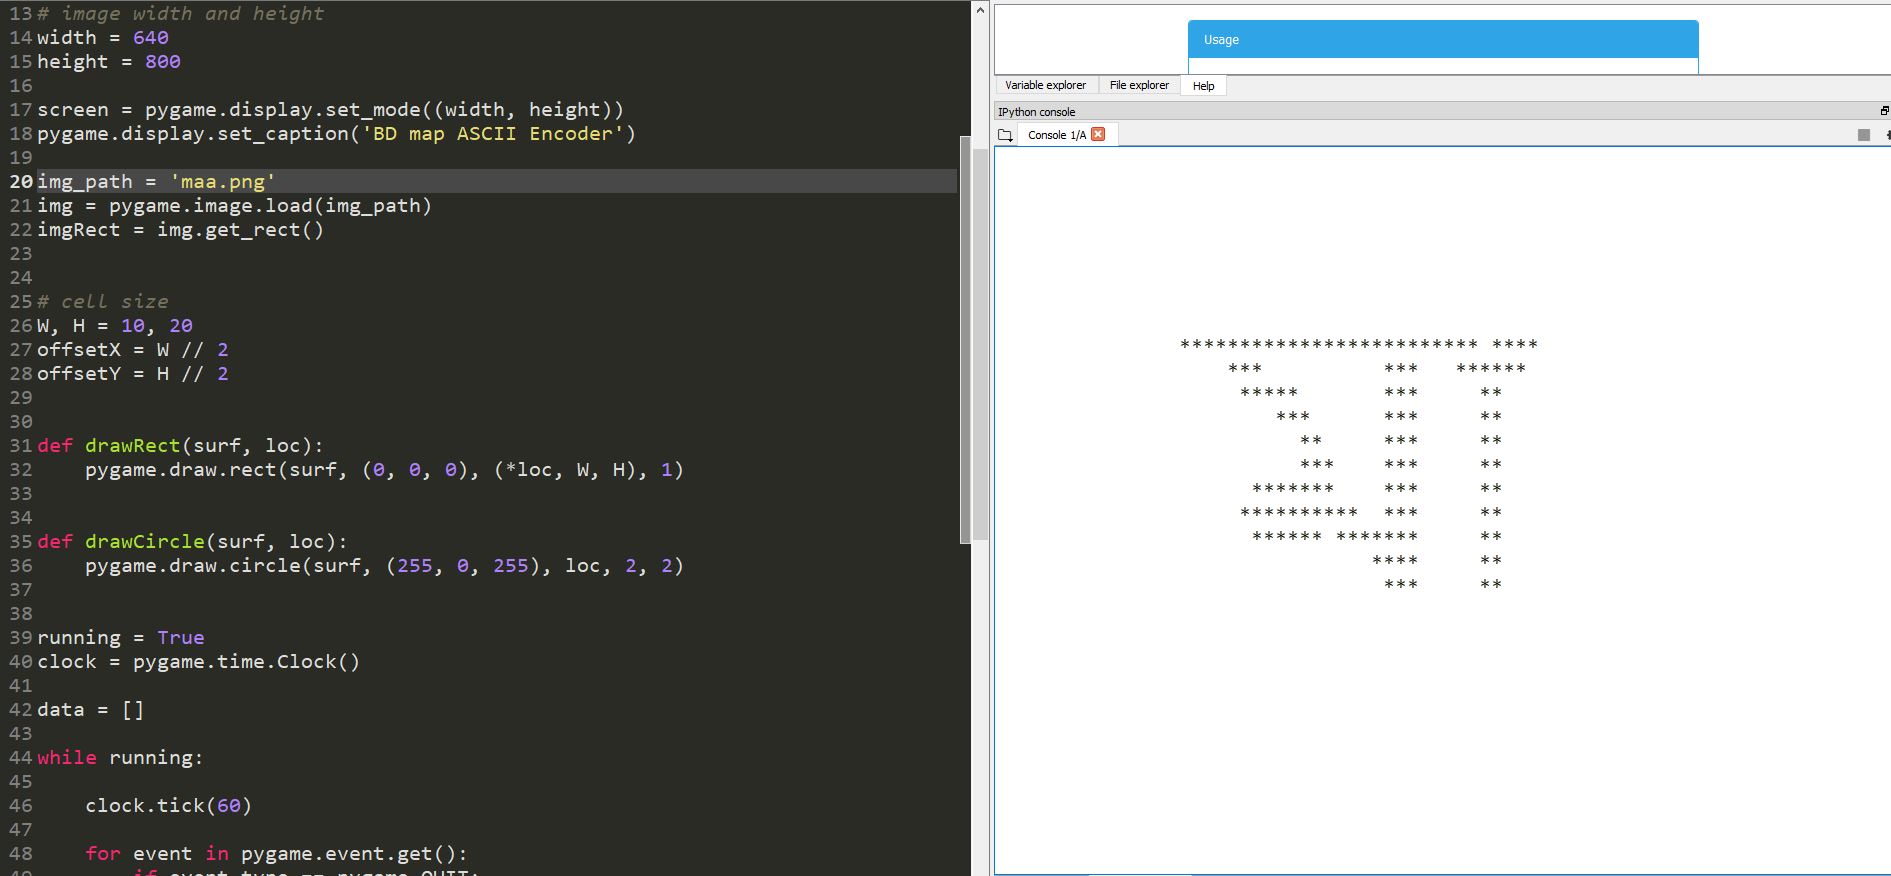 13 # image width and height
14 width = 640
15 height = 800
16
17 screen = pygame.display.set_mode((width, height))
18 pygame.display.set_caption('BD map ASCII Encoder')
19
20 img_path = 'maa.png'
21 img = pygame.image.load(img_path)
22 imgRect = img.get_rect()
23
24
25 # cell size
26 W, H = 10, 20
27 offsetX = W // 2
28 offsetY = H // 2
29
30
31 def drawRect(surf, loc):
32     pygame.draw.rect(surf, (0, 0, 0), (*loc, W, H), 1)
33
34
35 def drawCircle(surf, loc):
36     pygame.draw.circle(surf, (255, 0, 255), loc, 2, 2)
37
38
39 running = True
40 clock = pygame.time.Clock()
41
42 data = []
43
44 while running:
45
46     clock.tick(60)
47
48     for event in pygame.event.get():
        if event.type == pygame.QUIT:
Usage
Variable explorer File explorer Help
IPython console
Console 1/A
************************* ****
    ***          ***   ******
     *****       ***     **
        ***      ***     **
          **     ***     **
          ***    ***     **
      *******    ***     **
     **********  ***     **
      ****** *******     **
                ****     **
                 ***     **